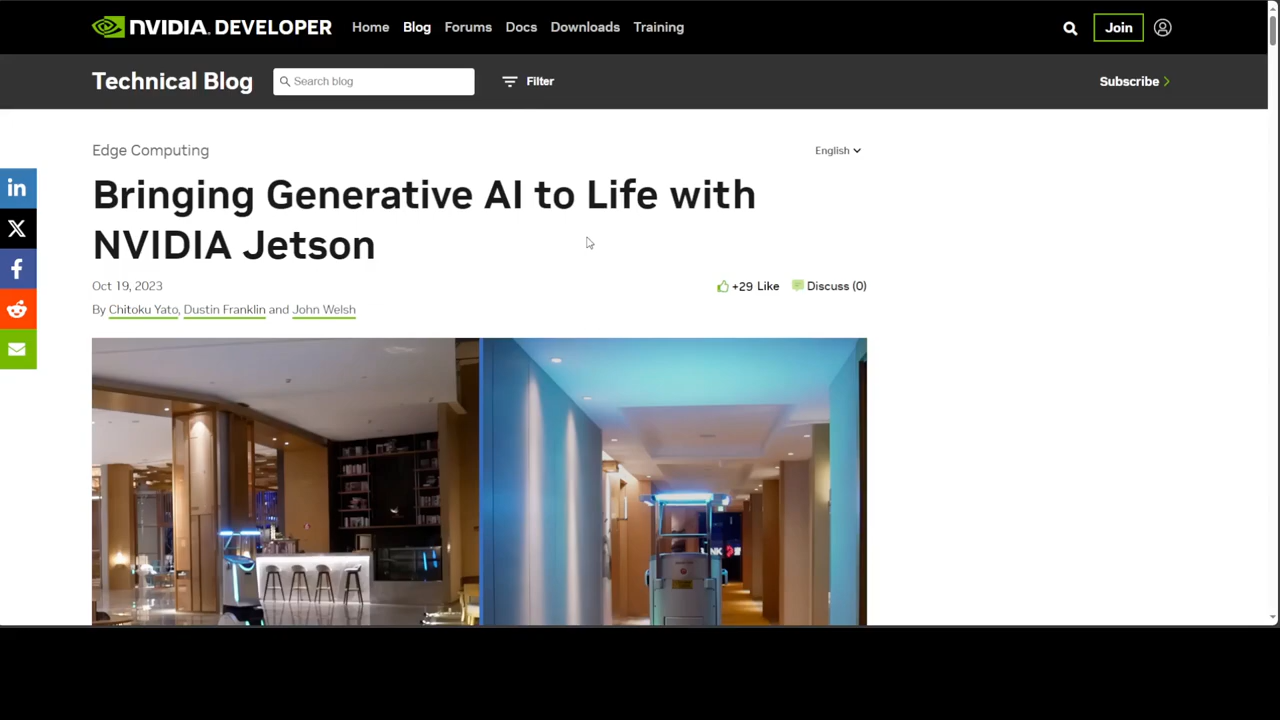 NVIDIA. DEVELOPER Home Blog Forums Docs Downloads Training Join
Technical Blog Search blog Filter Subscribe
Edge Computing English
Bringing Generative AI to Life with
NVIDIA Jetson
Oct 19, 2023 +29 Like Discuss (0)
By Chitoku Yato, Dustin Franklin and John Welsh